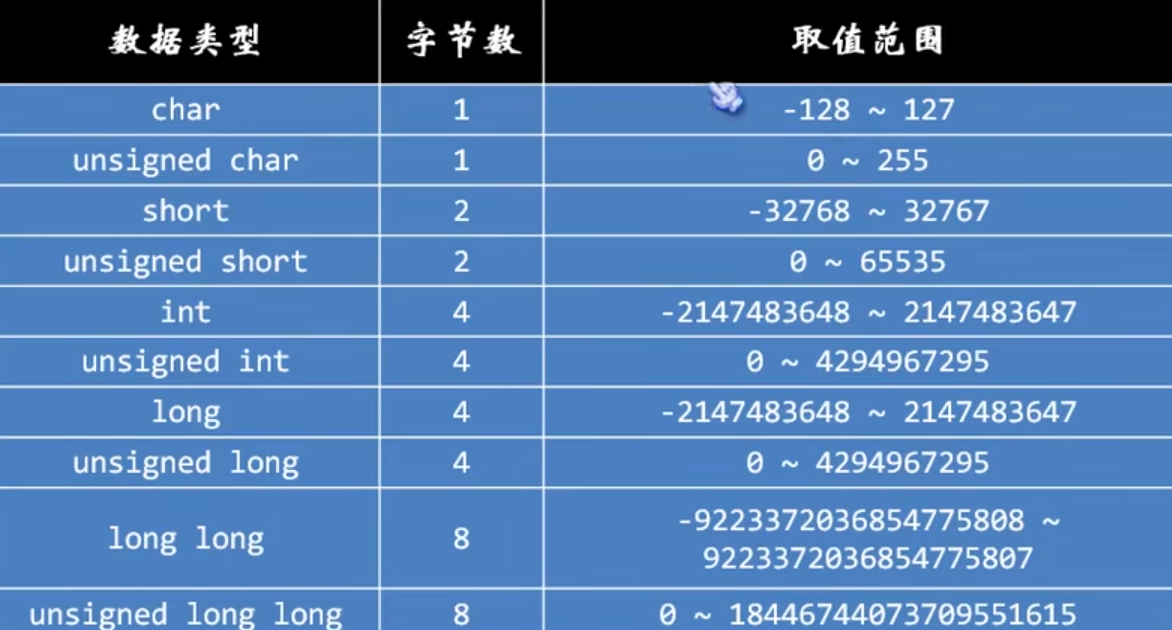 数据类型 字节数 取值范围
char 1 -128 ~ 127
unsigned char 1 0 ~ 255
short 2 -32768 ~ 32767
unsigned short 2 0 ~ 65535
int 4 -2147483648 ~ 2147483647
unsigned int 4 0 ~ 4294967295
long 4 -2147483648 ~ 2147483647
unsigned long 4 0 ~ 4294967295
long long 8 -9223372036854775808 ~
9223372036854775807
unsigned long long 8 0 ~ 18446744073709551615